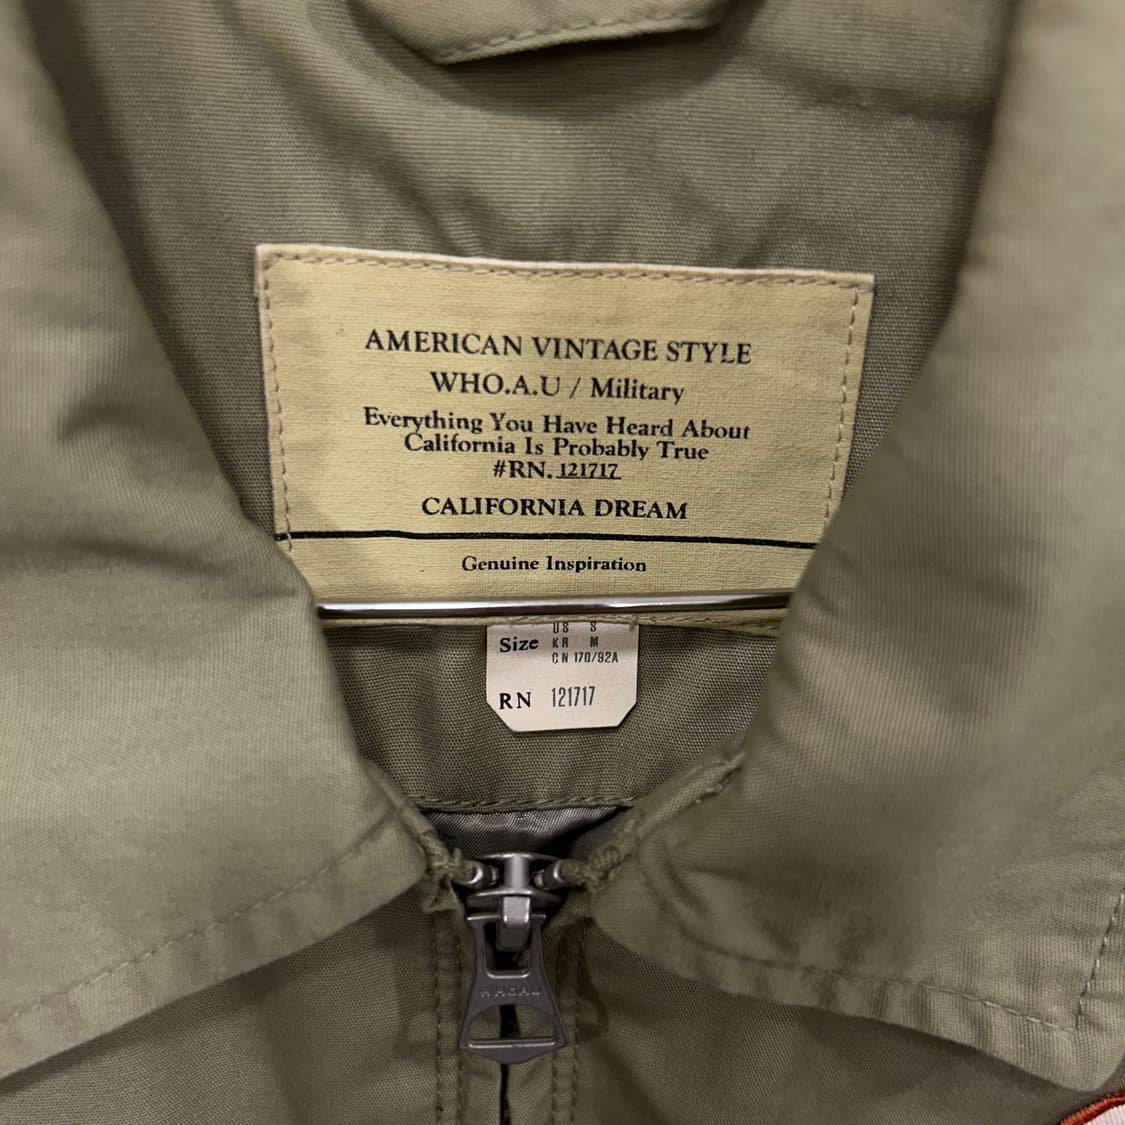 AMERICAN VINTAGE STYLE
WHO.A.U / Military
Everything You Have Heard About
California Is Probably True
#RN. 121717
CALIFORNIA DREAM
Genuine Inspiration
Size US S
KR M
CN 170/92A
RN 121717
WHOAU